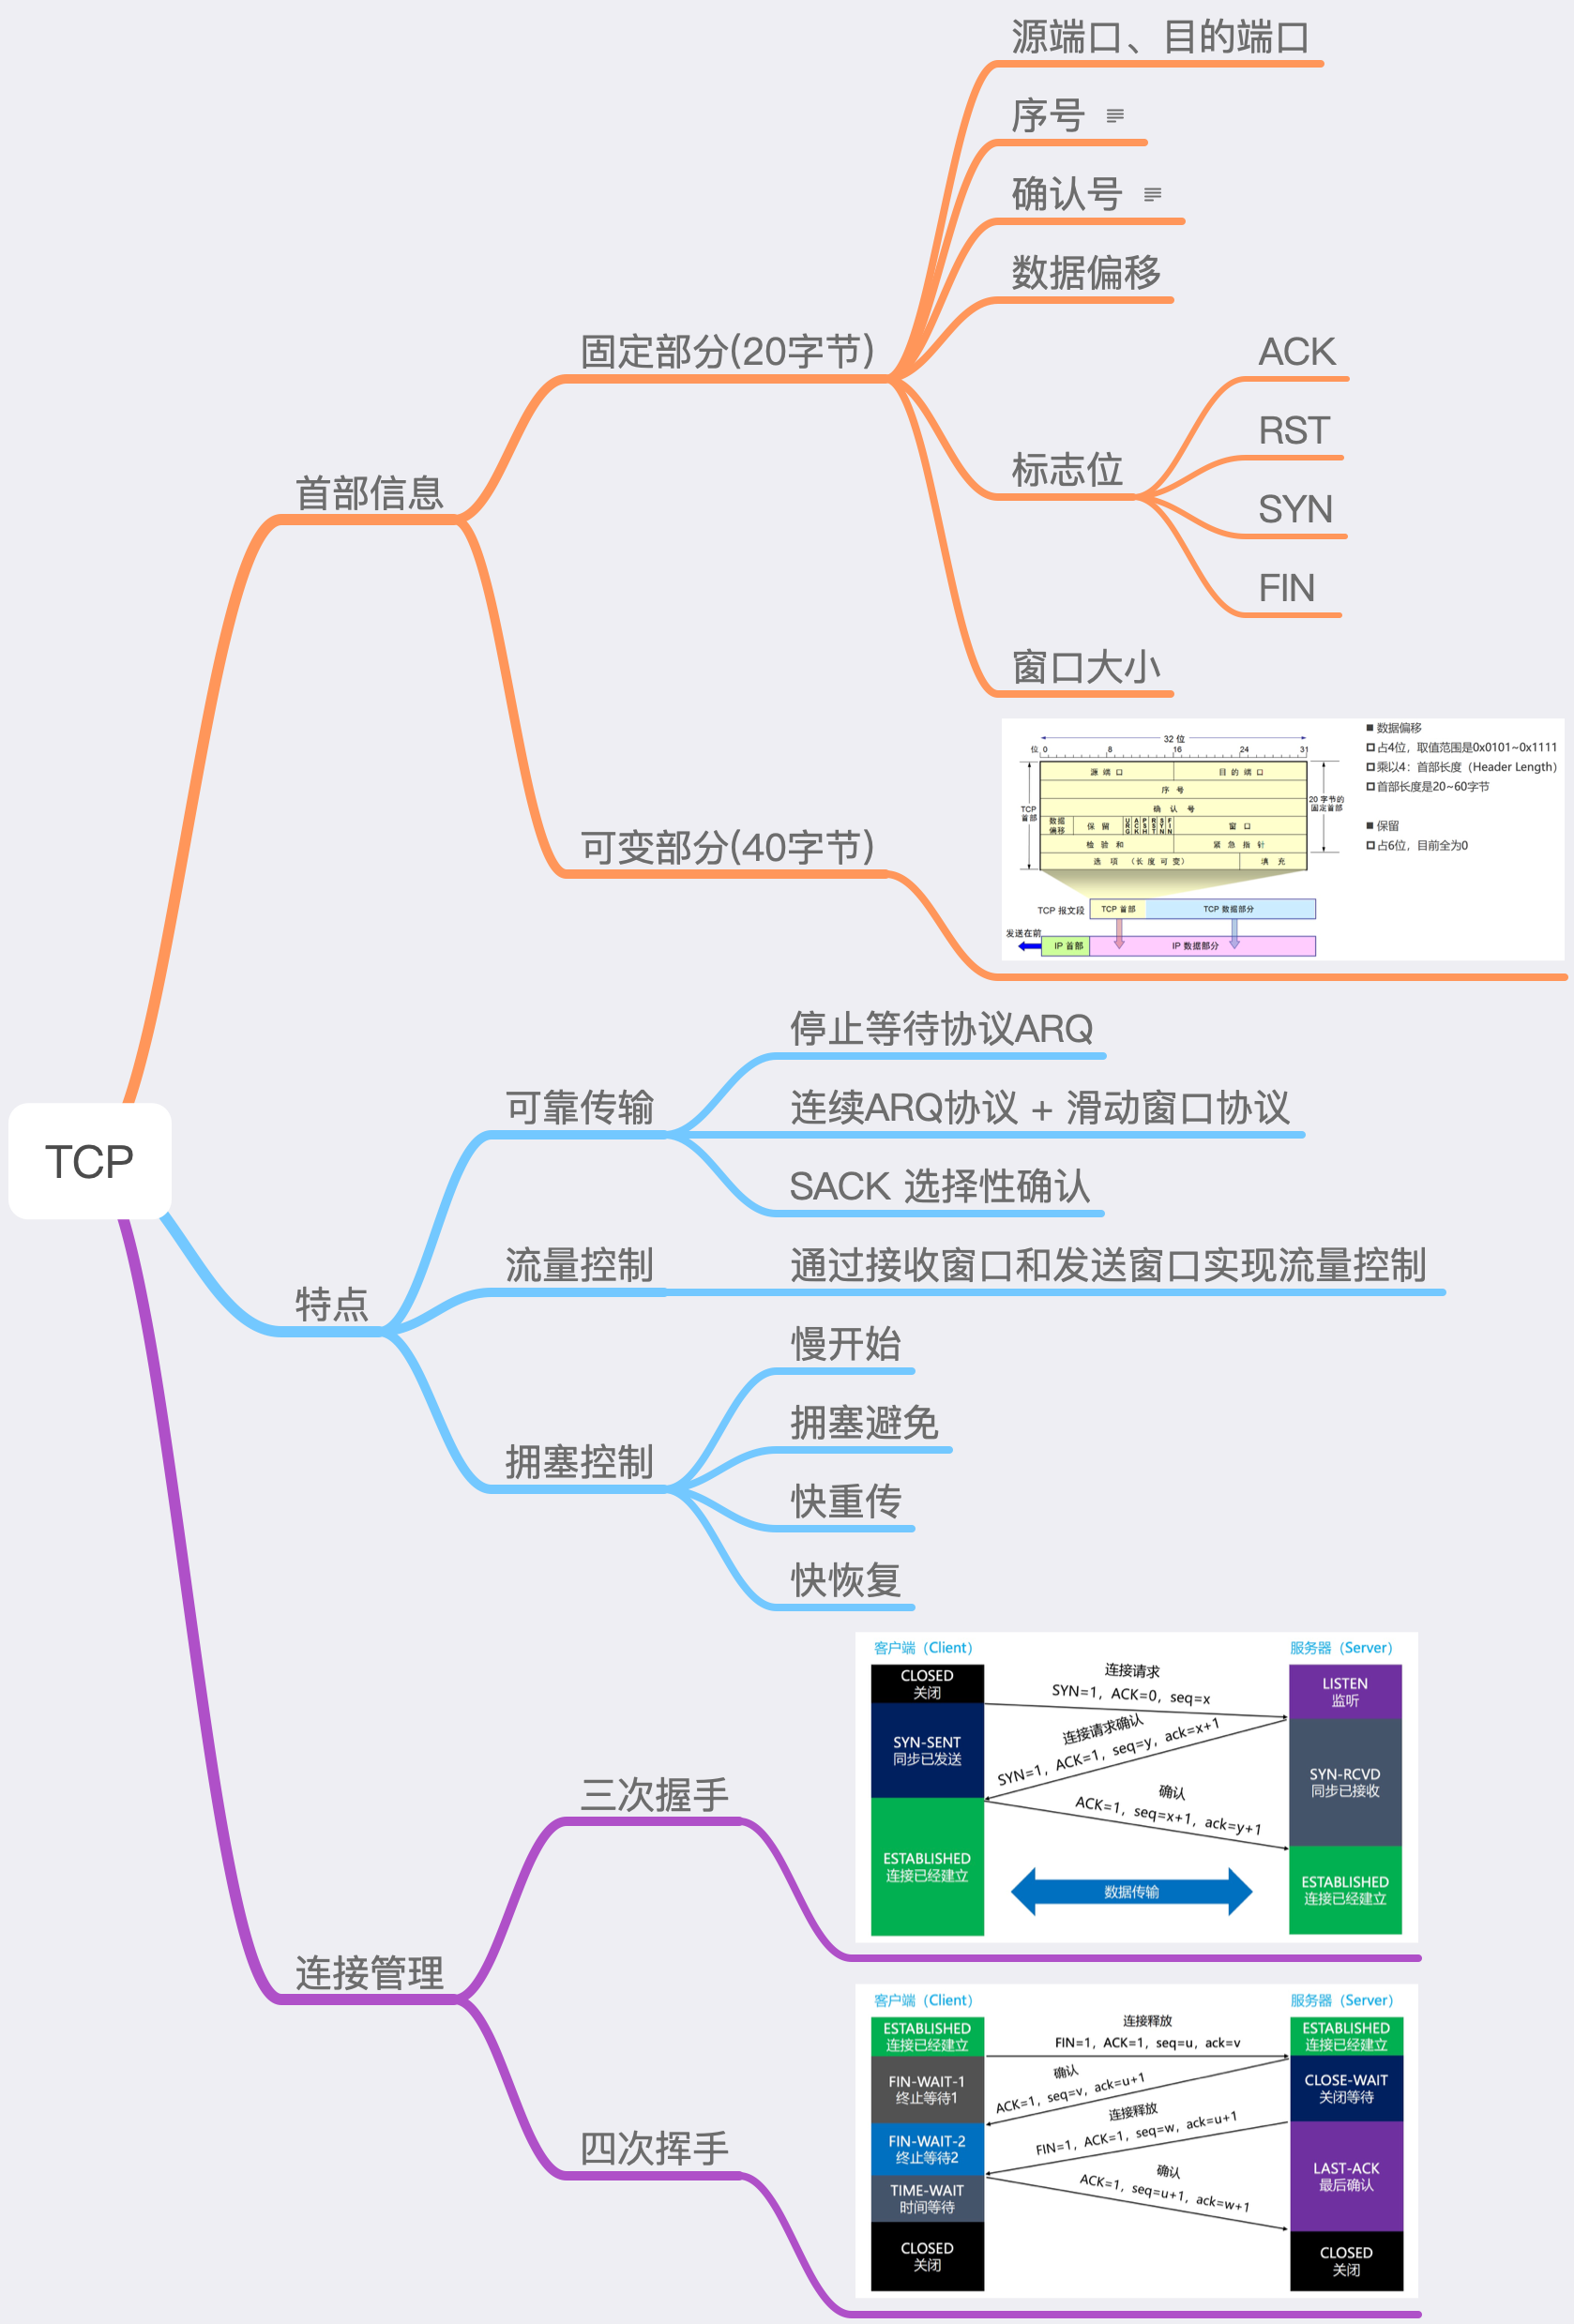 源端口、目的端口
序号
确认号
数据偏移
固定部分(20字节)
ACK
RST
标志位
SYN
FIN
首部信息
窗口大小
32 位
位 0 8 16 24 31
源 端 口 目 的 端 口
序 号
确 认 号
数据偏移 保 留 URG ACK PSH RST SYN FIN 窗 口
检 验 和 紧 急 指 针
选 项 （长 度 可 变） 填 充
TCP 首部
20 字节的
固定首部
TCP 报文段 TCP 首部 TCP 数据部分
发送在前
IP 首部 IP 数据部分
数据偏移
占4位，取值范围是0x0101~0x1111
乘以4：首部长度（Header Length）
首部长度是20~60字节
保留
占6位，目前全为0
可变部分(40字节)
TCP
特点
可靠传输
停止等待协议ARQ
连续ARQ协议 + 滑动窗口协议
SACK 选择性确认
流量控制
通过接收窗口和发送窗口实现流量控制
拥塞控制
慢开始
拥塞避免
快重传
快恢复
连接管理
三次握手
客户端（Client）
服务器（Server）
CLOSED
关闭
SYN-SENT
同步已发送
ESTABLISHED
连接已经建立
连接请求
SYN=1，ACK=0，seq=x
连接请求确认
SYN=1，ACK=1，seq=y，ack=x+1
确认
ACK=1，seq=x+1，ack=y+1
数据传输
LISTEN
监听
SYN-RCVD
同步已接收
ESTABLISHED
连接已经建立
四次挥手
客户端（Client）
服务器（Server）
ESTABLISHED
连接已经建立
FIN-WAIT-1
终止等待1
FIN-WAIT-2
终止等待2
TIME-WAIT
时间等待
CLOSED
关闭
连接释放
FIN=1，ACK=1，seq=u，ack=v
确认
ACK=1，seq=v，ack=u+1
连接释放
FIN=1，ACK=1，seq=w，ack=u+1
确认
ACK=1，seq=u+1，ack=w+1
ESTABLISHED
连接已经建立
CLOSE-WAIT
关闭等待
LAST-ACK
最后确认
CLOSED
关闭